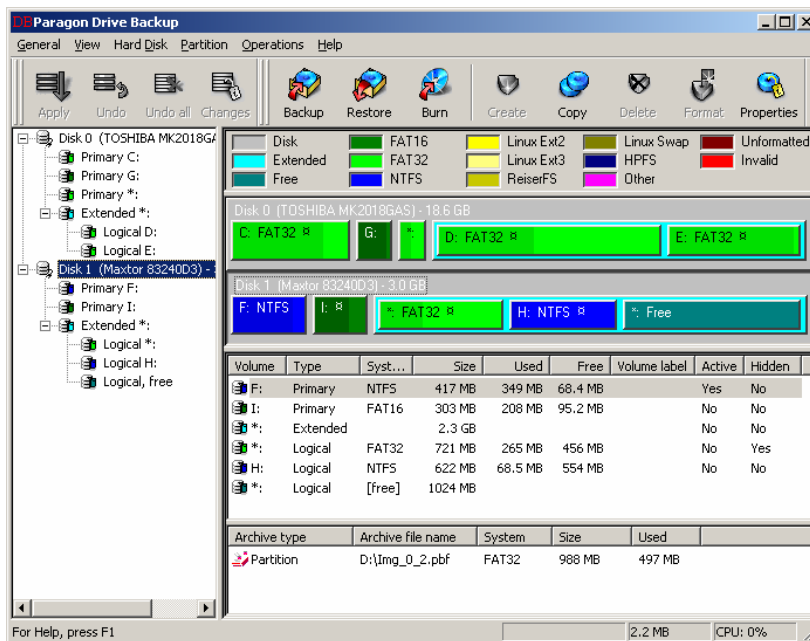 DB Paragon Drive Backup
General View Hard Disk Partition Operations Help
Apply Undo Undo all Changes Backup Restore Burn Create Copy Delete Format Properties
Disk 0 (TOSHIBA MK2018GA
Primary C:
Primary G:
Primary *:
Extended *:
Logical D:
Logical E:
Disk 1 (Maxtor 83240D3) -
Primary F:
Primary I:
Extended *:
Logical *:
Logical H:
Logical, free
Disk FAT16 Linux Ext2 Linux Swap Unformatted
Extended FAT32 Linux Ext3 HPFS Invalid
Free NTFS ReiserFS Other
Disk 0 (TOSHIBA MK2018GAS) - 18.6 GB
C: FAT32 ¤ G: *: D: FAT32 ¤ E: FAT32 ¤
Disk 1 (Maxtor 83240D3) - 3.0 GB
F: NTFS I: ¤ *: FAT32 ¤ H: NTFS ¤ *: Free
Volume Type Syst... Size Used Free Volume label Active Hidden
F: Primary NTFS 417 MB 349 MB 68.4 MB Yes No
I: Primary FAT16 303 MB 208 MB 95.2 MB No No
*: Extended 2.3 GB No No
*: Logical FAT32 721 MB 265 MB 456 MB No Yes
H: Logical NTFS 622 MB 68.5 MB 554 MB No No
*: Logical [free] 1024 MB
Archive type Archive file name System Size Used
Partition D:\Img_0_2.pbf FAT32 988 MB 497 MB
For Help, press F1 2.2 MB CPU: 0%